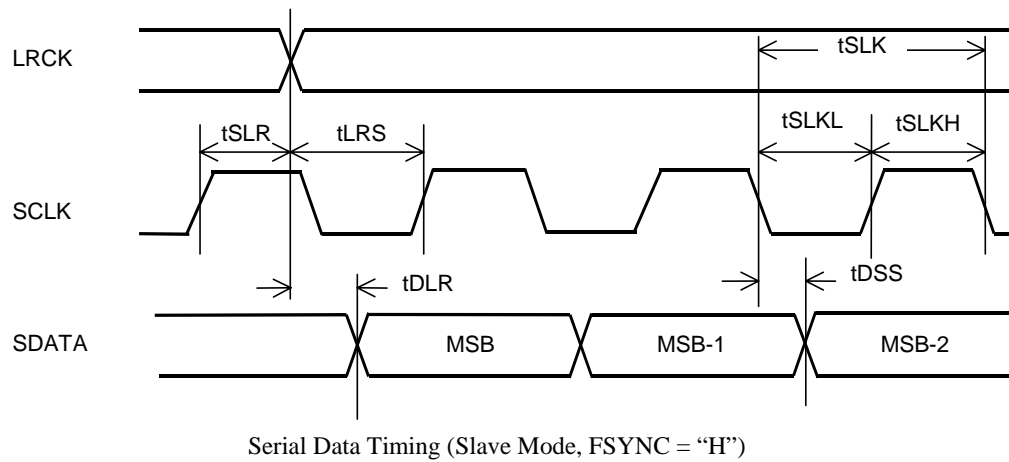 LRCK
tSLK
tSLR
tLRS
tSLKL
tSLKH
SCLK
tDLR
tDSS
SDATA
MSB
MSB-1
MSB-2
Serial Data Timing (Slave Mode, FSYNC = “H”)